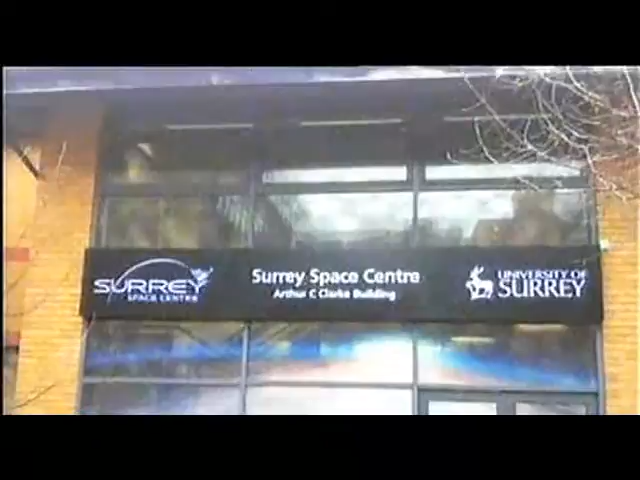 SURREY
SPACE CENTRE
Surrey Space Centre
Arthur C Clarke Building
UNIVERSITY OF
SURREY